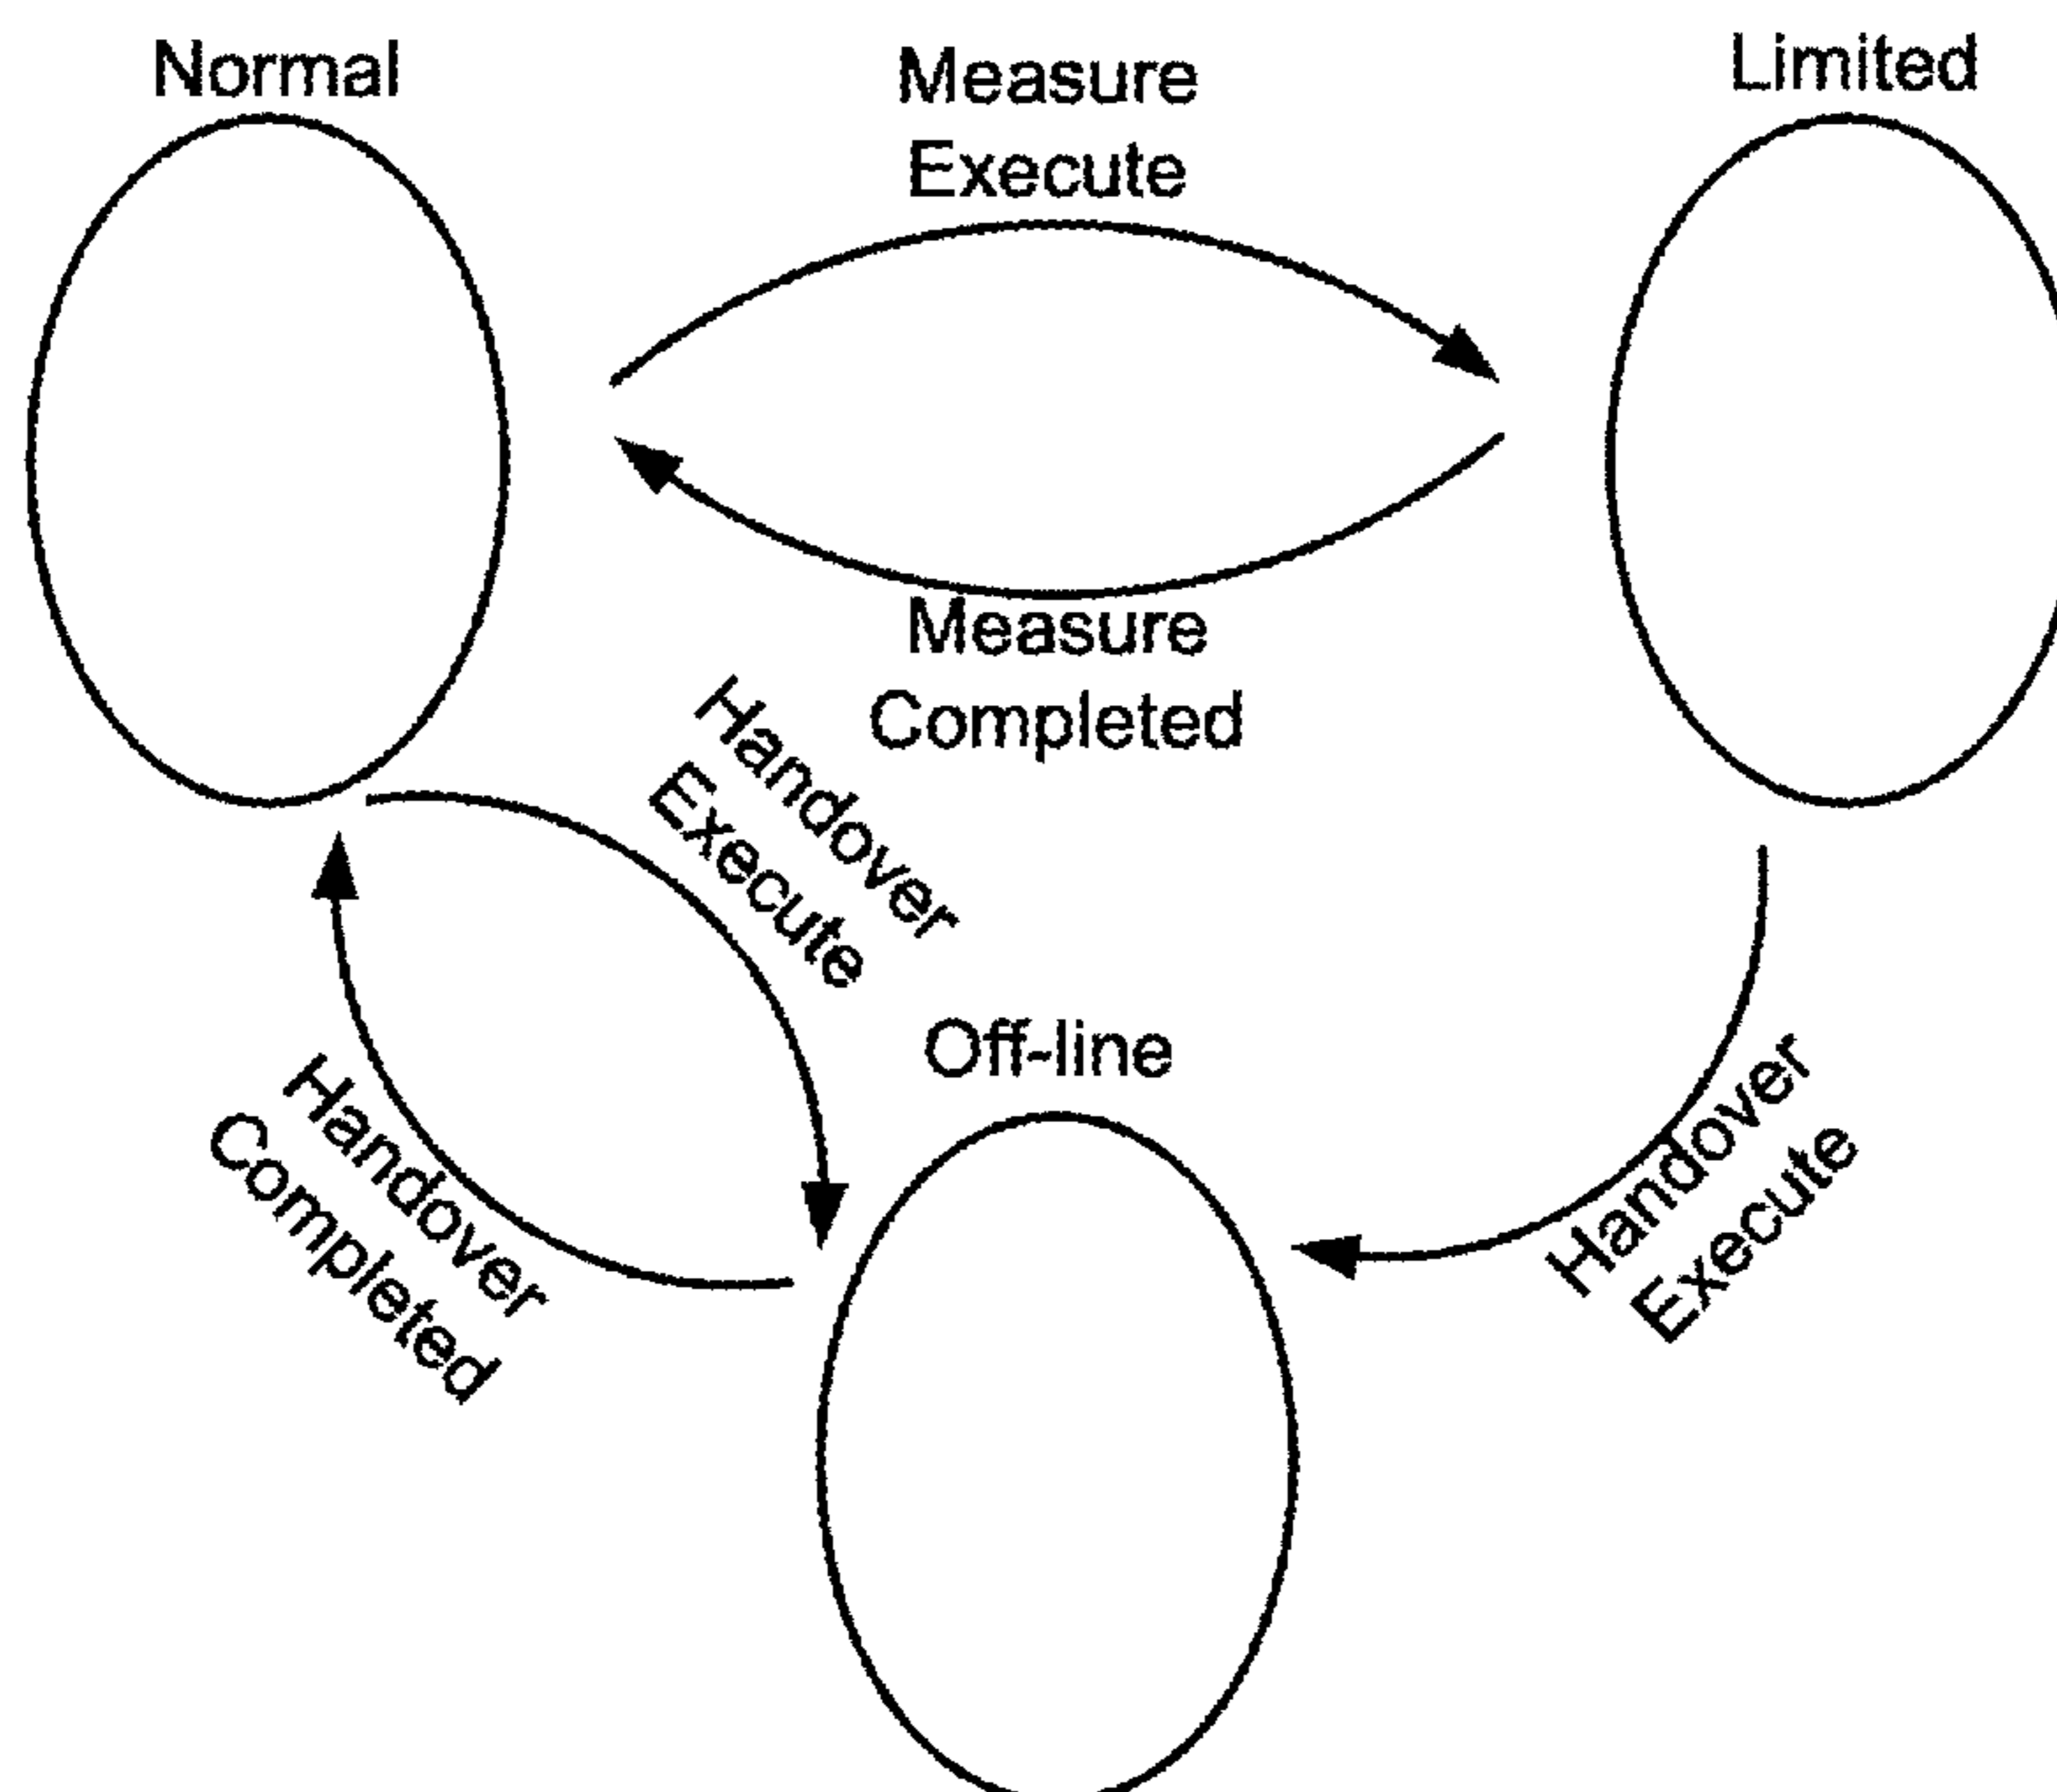 Normal
Measure
Execute
Limited
Measure
Completed
Handover
Execute
Off-line
Handover
Completed
Handover
Execute